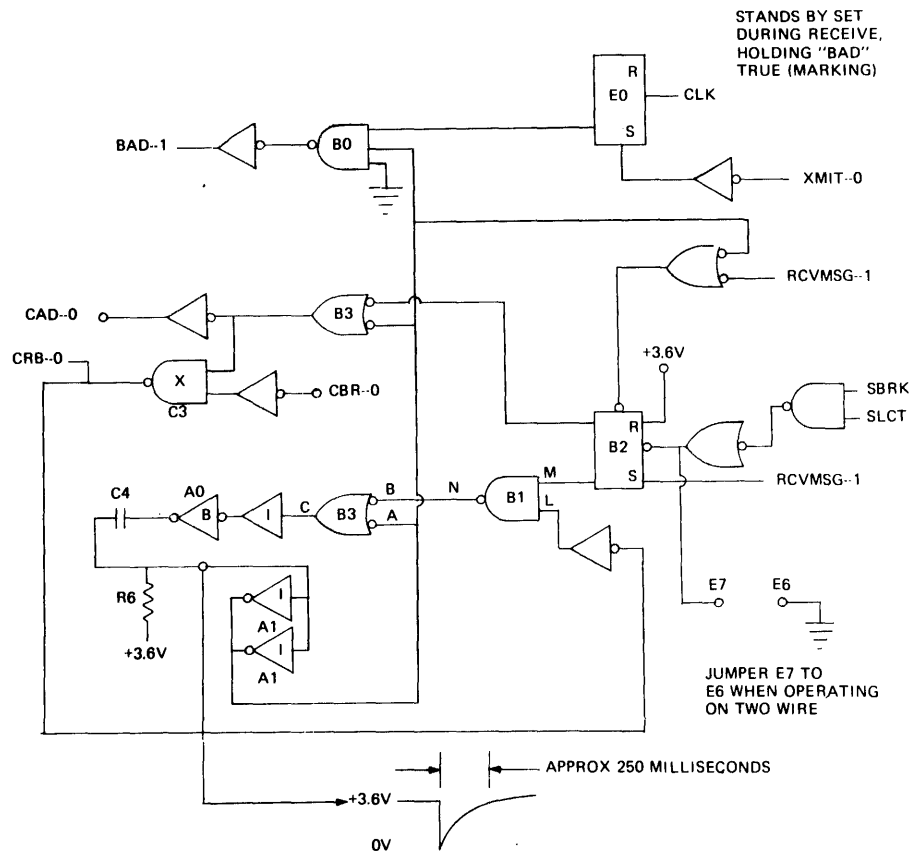 STANDS BY SET
DURING RECEIVE,
HOLDING "BAD"
TRUE (MARKING)
R
E0
CLK
S
BAD--1
B0
XMIT--0
RCVMSG--1
CAD--0
B3
+3.6V
CRB--0
X
C3
CBR--0
SBRK
SLCT
R
B2
S
RCVMSG--1
M
L
N
B1
B
A
C4
A0
B
I
C
B3
E7
E6
R6
+3.6V
I
A1
I
A1
JUMPER E7 TO
E6 WHEN OPERATING
ON TWO WIRE
APPROX 250 MILLISECONDS
+3.6V
0V